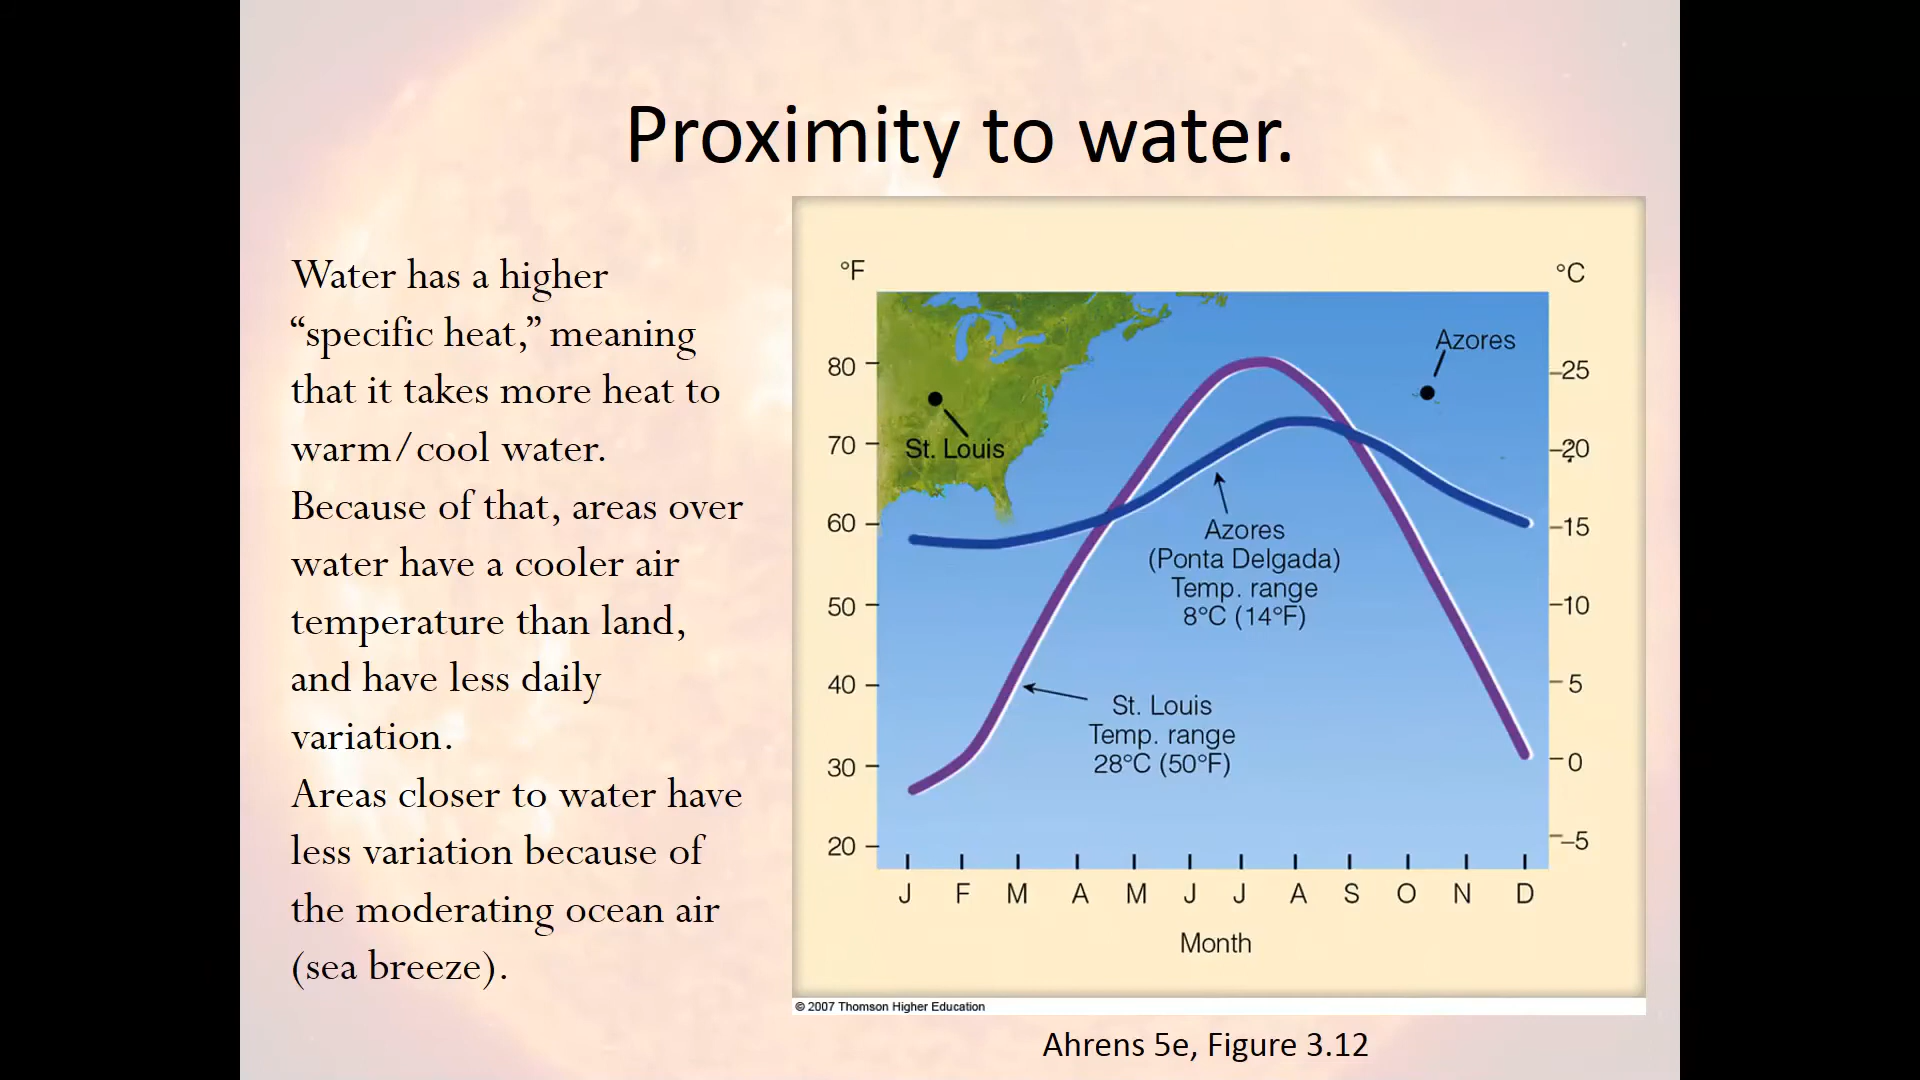 Proximity to water.
Water has a higher
“specific heat,” meaning
that it takes more heat to
warm/cool water.
Because of that, areas over
water have a cooler air
temperature than land,
and have less daily
variation.
Areas closer to water have
less variation because of
the moderating ocean air
(sea breeze).
°F
°C
80
70
60
50
40
30
20
25
20
15
10
5
0
–5
Azores
St. Louis
Azores
(Ponta Delgada)
Temp. range
8°C (14°F)
St. Louis
Temp. range
28°C (50°F)
J F M A M J J A S O N D
Month
© 2007 Thomson Higher Education
Ahrens 5e, Figure 3.12